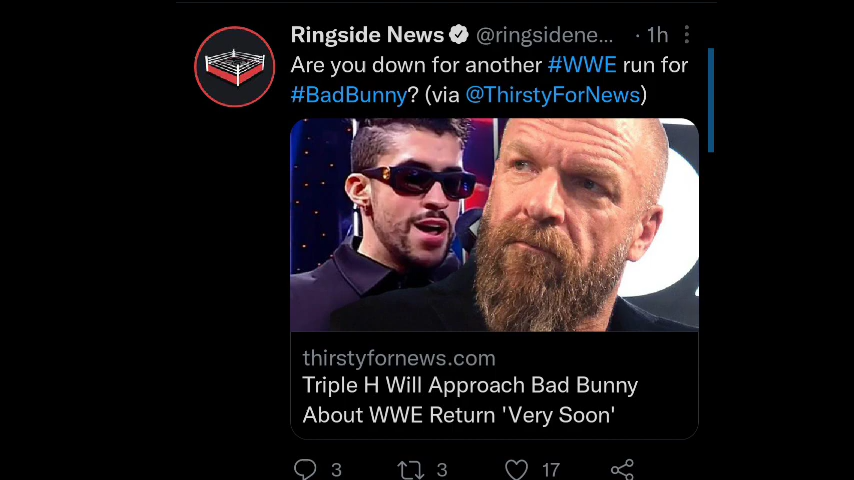 Ringside News @ringsidene... · 1h
Are you down for another #WWE run for
#BadBunny? (via @ThirstyForNews)
thirstyfornews.com
Triple H Will Approach Bad Bunny
About WWE Return 'Very Soon'
3 3 17